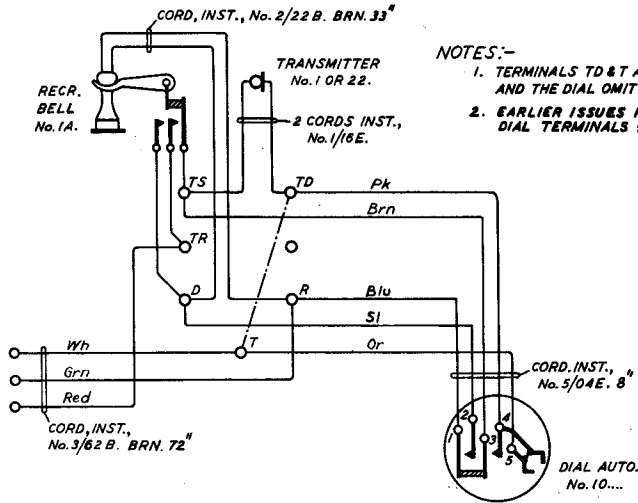 CORD, INST., No. 2/22 B. BRN. 33"
RECR.
BELL
No. 1A.
TRANSMITTER
No. 1 OR 22.
2 CORDS INST.,
No. 1/16E.
NOTES:-
1. TERMINALS TD & T
AND THE DIAL OMIT
2. EARLIER ISSUES
DIAL TERMINALS
TS
TD
Pk
Brn
TR
D
R
Blu
Sl
Wh
T
Or
Grn
Red
CORD, INST.,
No. 3/62 B. BRN. 72"
CORD. INST.,
No. 5/04E. 8"
1
2
3
4
5
DIAL AUTO.
No. 10....